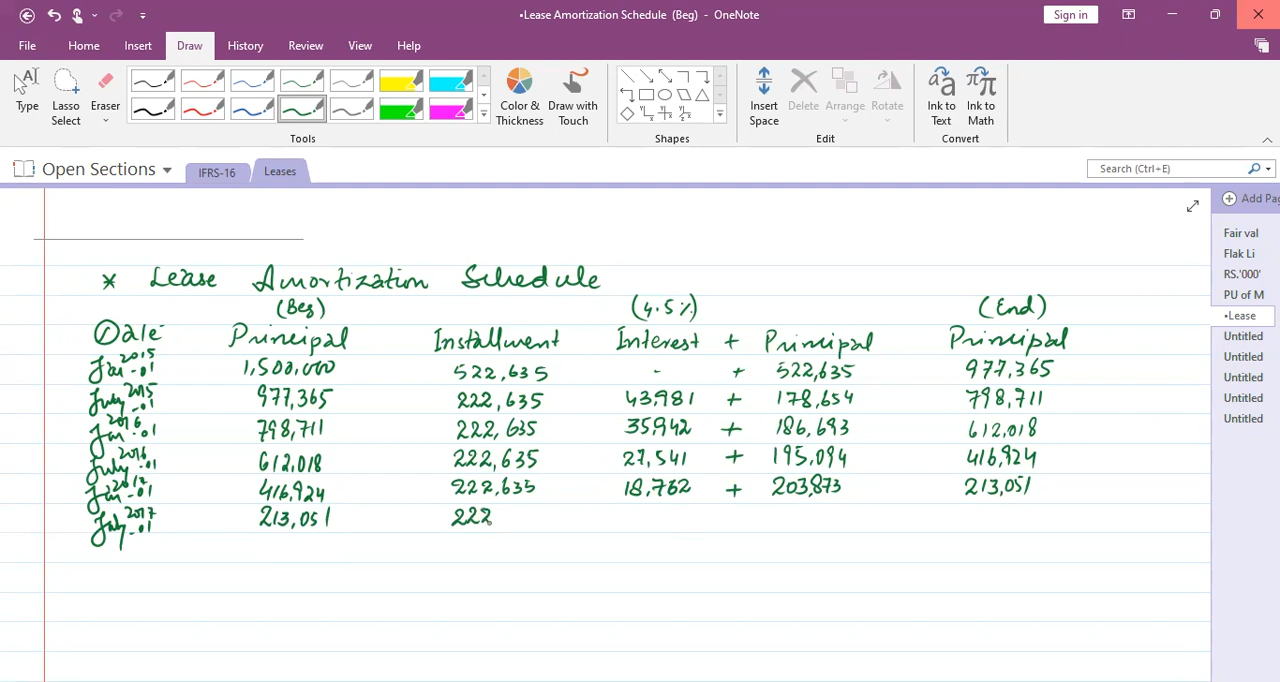 •Lease Amortization Schedule (Beg) - OneNote
Sign in
File Home Insert Draw History Review View Help
Type
Lasso Select
Eraser
Color & Thickness
Draw with Touch
Insert Space
Delete
Arrange
Rotate
Ink to Text
Ink to Math
Tools Shapes Edit Convert
Open Sections IFRS-16 Leases
Search (Ctrl+E)
Add Pag
Fair val
Flak Li
RS.'000'
PU of M
•Lease
Untitled
Untitled
Untitled
Untitled
Untitled
* Lease Amortization Schedule
(Beg) (4.5%) (End)
Date Principal Installment Interest + Principal Principal
Jan-01 2015 1,500,000 522,635 - + 522,635 977,365
July-01 2015 977,365 222,635 43,981 + 178,654 798,711
Jan-01 2016 798,711 222,635 35,942 + 186,693 612,018
July-01 2016 612,018 222,635 27,541 + 195,094 416,924
Jan-01 2017 416,924 222,635 18,762 + 203,873 213,051
July-01 2017 213,051 222